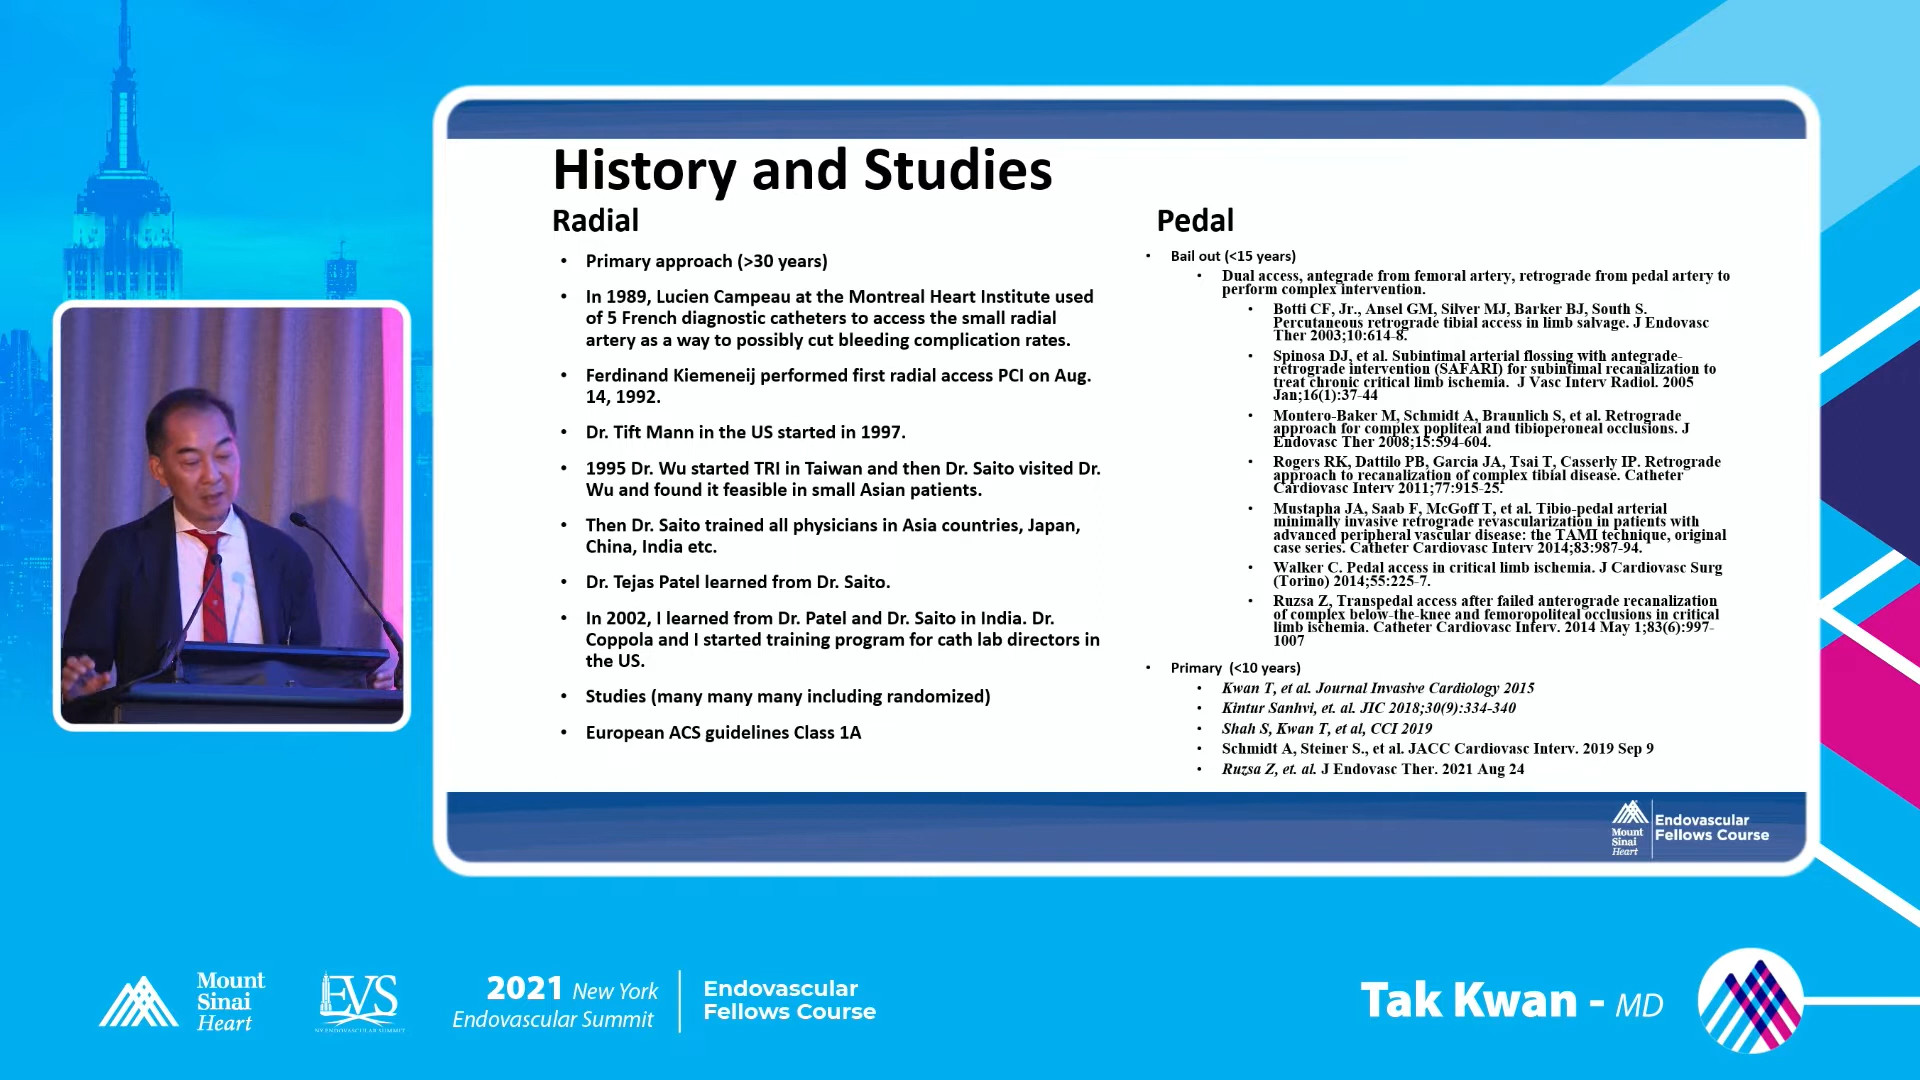 History and Studies
Radial
• Primary approach (>30 years)
• In 1989, Lucien Campeau at the Montreal Heart Institute used
of 5 French diagnostic catheters to access the small radial
artery as a way to possibly cut bleeding complication rates.
• Ferdinand Kiemeneij performed first radial access PCI on Aug.
14, 1992.
• Dr. Tift Mann in the US started in 1997.
• 1995 Dr. Wu started TRI in Taiwan and then Dr. Saito visited Dr.
Wu and found it feasible in small Asian patients.
• Then Dr. Saito trained all physicians in Asia countries, Japan,
China, India etc.
• Dr. Tejas Patel learned from Dr. Saito.
• In 2002, I learned from Dr. Patel and Dr. Saito in India. Dr.
Coppola and I started training program for cath lab directors in
the US.
• Studies (many many many including randomized)
• European ACS guidelines Class 1A
Pedal
• Bail out (<15 years)
• Dual access, antegrade from femoral artery, retrograde from pedal artery to
perform complex intervention.
• Botti CF, Jr., Ansel GM, Silver MJ, Barker BJ, South S.
Percutaneous retrograde tibial access in limb salvage. J Endovasc
Ther 2003;10:614-8.
• Spinosa DJ, et al. Subintimal arterial flossing with antegrade-
retrograde intervention (SAFARI) for subintimal recanalization to
treat chronic critical limb ischemia. J Vasc Interv Radiol. 2005
Jan;16(1):37-44
• Montero-Baker M, Schmidt A, Braunlich S, et al. Retrograde
approach for complex popliteal and tibioperoneal occlusions. J
Endovasc Ther 2008;15:594-604.
• Rogers RK, Dattilo PB, Garcia JA, Tsai T, Casserly IP. Retrograde
approach to recanalization of complex tibial disease. Catheter
Cardiovasc Interv 2011;77:915-25.
• Mustapha JA, Saab F, McGoff T, et al. Tibio-pedal arterial
minimally invasive retrograde revascularization in patients with
advanced peripheral vascular disease: the TAMI technique, original
case series. Catheter Cardiovasc Interv 2014;83:987-94.
• Walker C. Pedal access in critical limb ischemia. J Cardiovasc Surg
(Torino) 2014;55:225-7.
• Ruzsa Z, Transpedal access after failed anterograde recanalization
of complex below-the-knee and femoropoliteal occlusions in critical
limb ischemia. Catheter Cardiovasc Interv. 2014 May 1;83(6):997-
1007
• Primary (<10 years)
• Kwan T, et al. Journal Invasive Cardiology 2015
• Kintur Sanhvi, et. al. JIC 2018;30(9):334-340
• Shah S, Kwan T, et al, CCI 2019
• Schmidt A, Steiner S., et al. JACC Cardiovasc Interv. 2019 Sep 9
• Ruzsa Z, et. al. J Endovasc Ther. 2021 Aug 24
Mount
Sinai
Heart
Endovascular
Fellows Course
Mount
Sinai
Heart
EVS
NY ENDOVASCULAR SUMMIT
2021 New York
Endovascular Summit
Endovascular
Fellows Course
Tak Kwan - MD